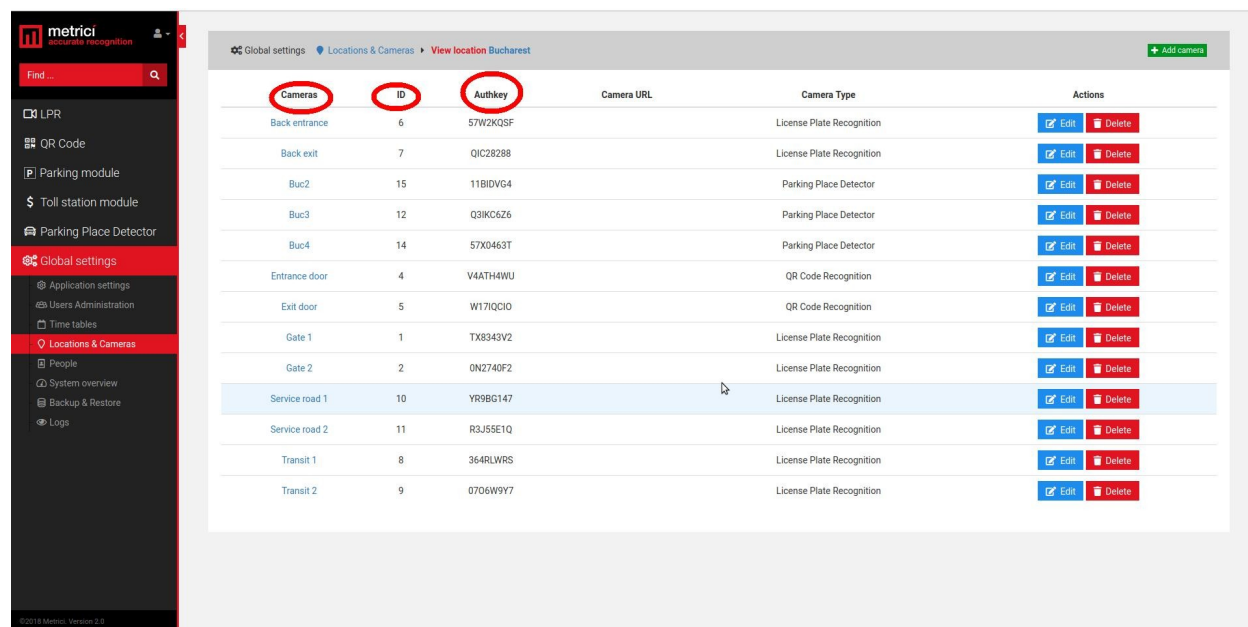 metrici
accurate recognition
Find ...
LPR
QR Code
P Parking module
$ Toll station module
Parking Place Detector
Global settings
Application settings
Users Administration
Time tables
Locations & Cameras
People
System overview
Backup & Restore
Logs
©2018 Metrici. Version 2.0
Global settings Locations & Cameras View location Bucharest
+ Add camera
Cameras ID Authkey Camera URL Camera Type Actions
Back entrance 6 57W2KQSF License Plate Recognition Edit Delete
Back exit 7 QIC28288 License Plate Recognition Edit Delete
Buc2 15 11BIDVG4 Parking Place Detector Edit Delete
Buc3 12 Q3IKC6Z6 Parking Place Detector Edit Delete
Buc4 14 57X0463T Parking Place Detector Edit Delete
Entrance door 4 V4ATH4WU QR Code Recognition Edit Delete
Exit door 5 W17IQCIO QR Code Recognition Edit Delete
Gate 1 1 TX8343V2 License Plate Recognition Edit Delete
Gate 2 2 0N2740F2 License Plate Recognition Edit Delete
Service road 1 10 YR9BG147 License Plate Recognition Edit Delete
Service road 2 11 R3J55E1Q License Plate Recognition Edit Delete
Transit 1 8 364RLWRS License Plate Recognition Edit Delete
Transit 2 9 07O6W9Y7 License Plate Recognition Edit Delete